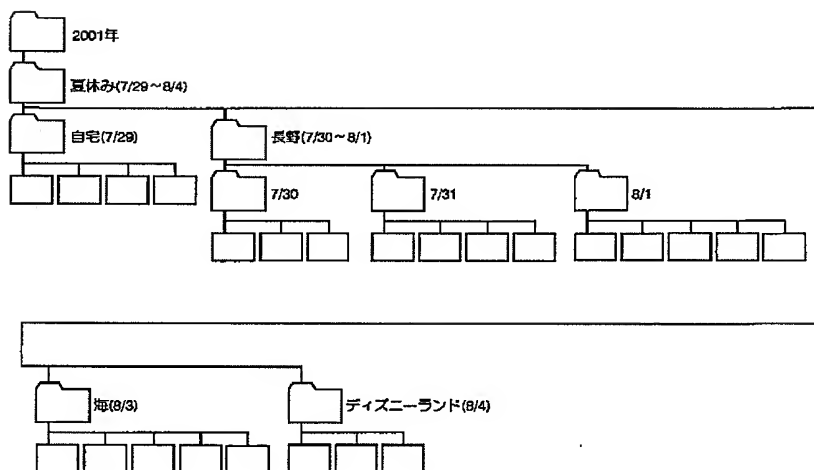 2001年
夏休み(7/29～8/4)
自宅(7/29)
長野(7/30～8/1)
7/30
7/31
8/1
海(8/3)
ディズニーランド(8/4)